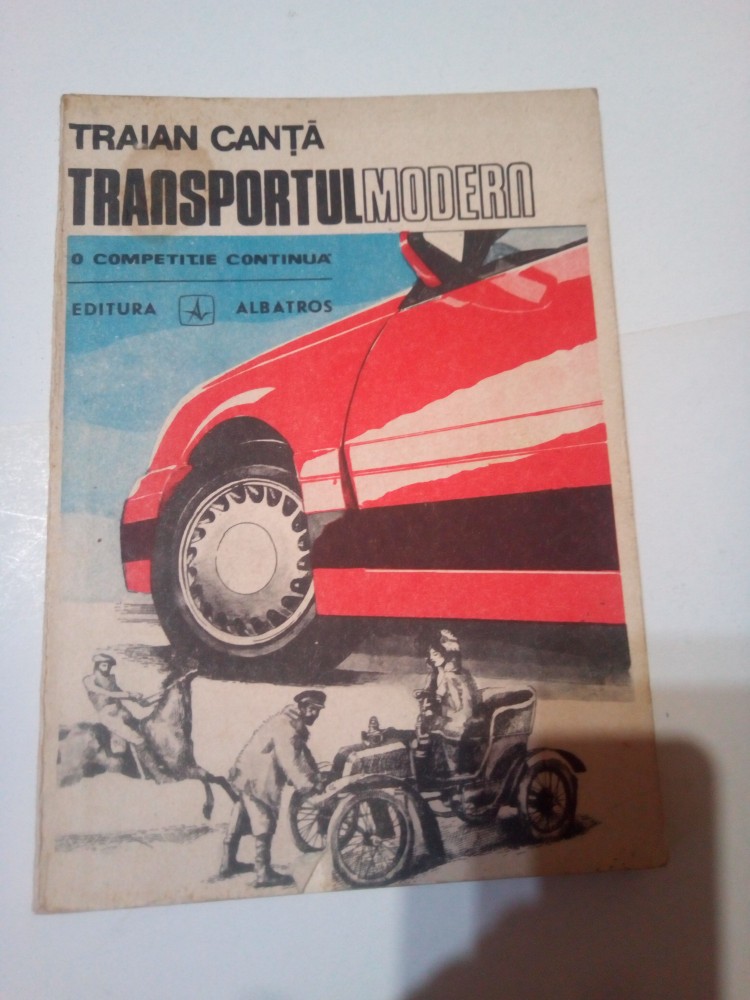 TRAIAN CANȚĂ
TRANSPORTUL MODERN
O COMPETIȚIE CONTINUĂ
EDITURA ALBATROS